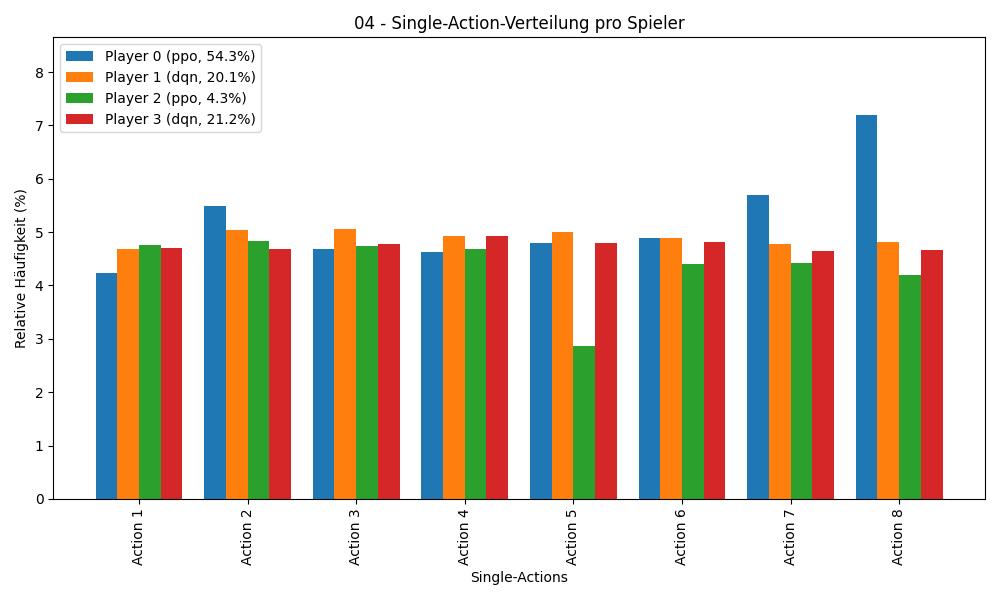 04 - Single-Action-Verteilung pro Spieler
Player 0 (ppo, 54.3%)
Player 1 (dqn, 20.1%)
Player 2 (ppo, 4.3%)
Player 3 (dqn, 21.2%)
Relative Häufigkeit (%)
8
7
6
5
4
3
2
1
0
Action 1
Action 2
Action 3
Action 4
Action 5
Action 6
Action 7
Action 8
Single-Actions